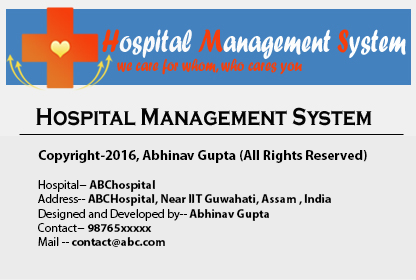 Hospital Management System
we care for whom, who cares you
HOSPITAL MANAGEMENT SYSTEM
Copyright-2016, Abhinav Gupta (All Rights Reserved)
Hospital-- ABChospital
Address-- ABCHospital, Near IIT Guwahati, Assam , India
Designed and Developed by-- Abhinav Gupta
Contact-- 98765xxxxx
Mail -- contact@abc.com